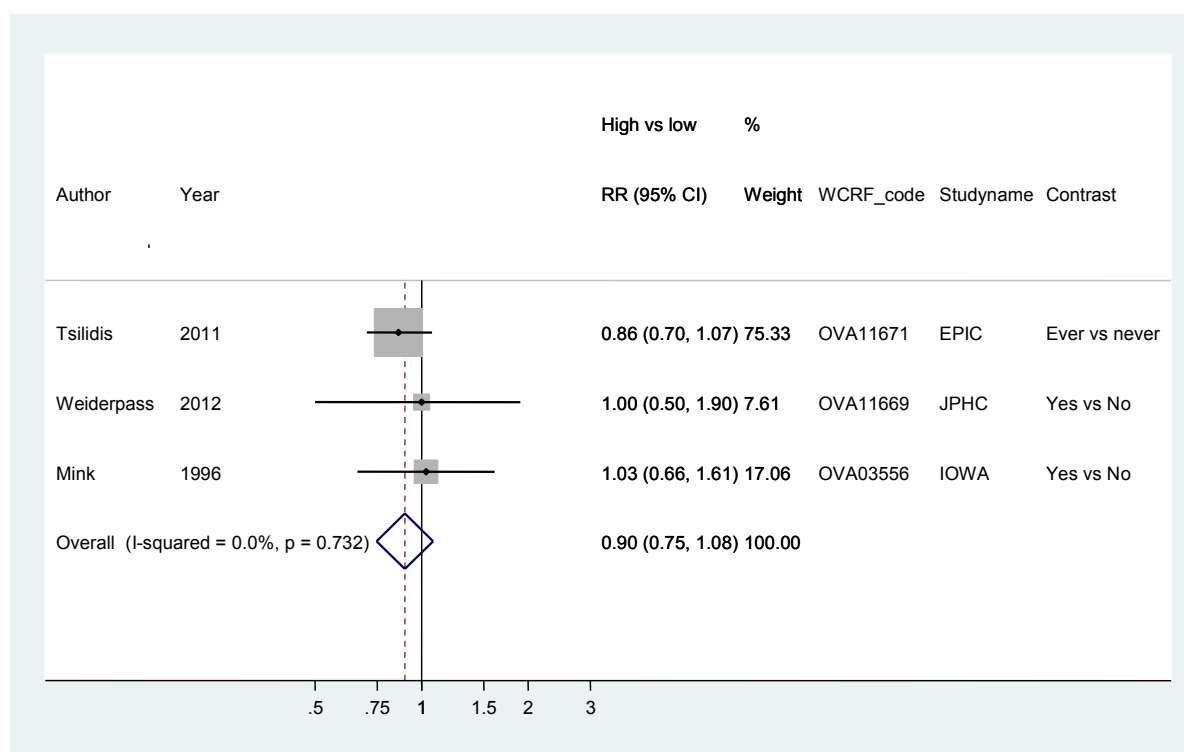 High vs low %
Author Year RR (95% CI) Weight WCRF_code Studyname Contrast
.
Tsilidis 2011 0.86 (0.70, 1.07) 75.33 OVA11671 EPIC Ever vs never
Weiderpass 2012 1.00 (0.50, 1.90) 7.61 OVA11669 JPHC Yes vs No
Mink 1996 1.03 (0.66, 1.61) 17.06 OVA03556 IOWA Yes vs No
Overall (I-squared = 0.0%, p = 0.732) 0.90 (0.75, 1.08) 100.00
.5 .75 1 1.5 2 3